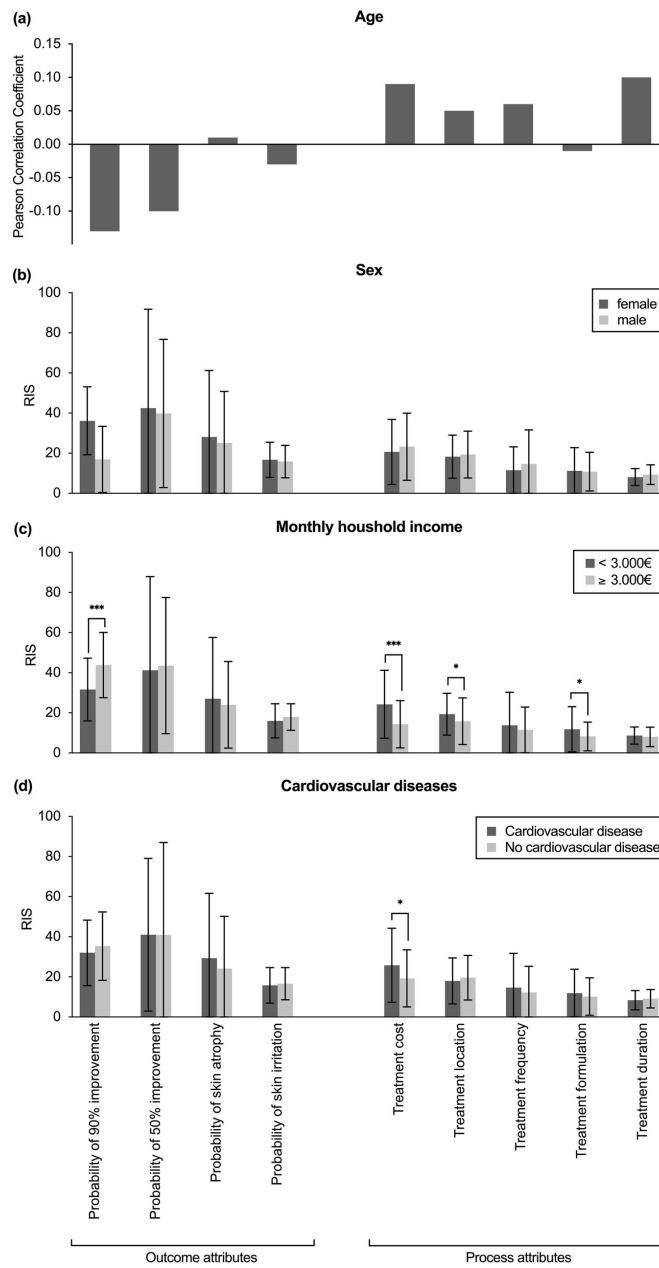 (a) Age
Pearson Correlation Coefficient
0.15
0.10
0.05
0.00
-0.05
-0.10
(b) Sex
RIS
100
80
60
40
20
0
female
male
(c) Monthly houshold income
RIS
100
80
60
40
20
0
< 3.000€
≥ 3.000€
***
***
*
*
(d) Cardiovascular diseases
RIS
100
80
60
40
20
0
Cardiovascular disease
No cardiovascular disease
*
Probability of 90% improvement
Probability of 50% improvement
Probability of skin atrophy
Probability of skin irritation
Treatment cost
Treatment location
Treatment frequency
Treatment formulation
Treatment duration
Outcome attributes
Process attributes